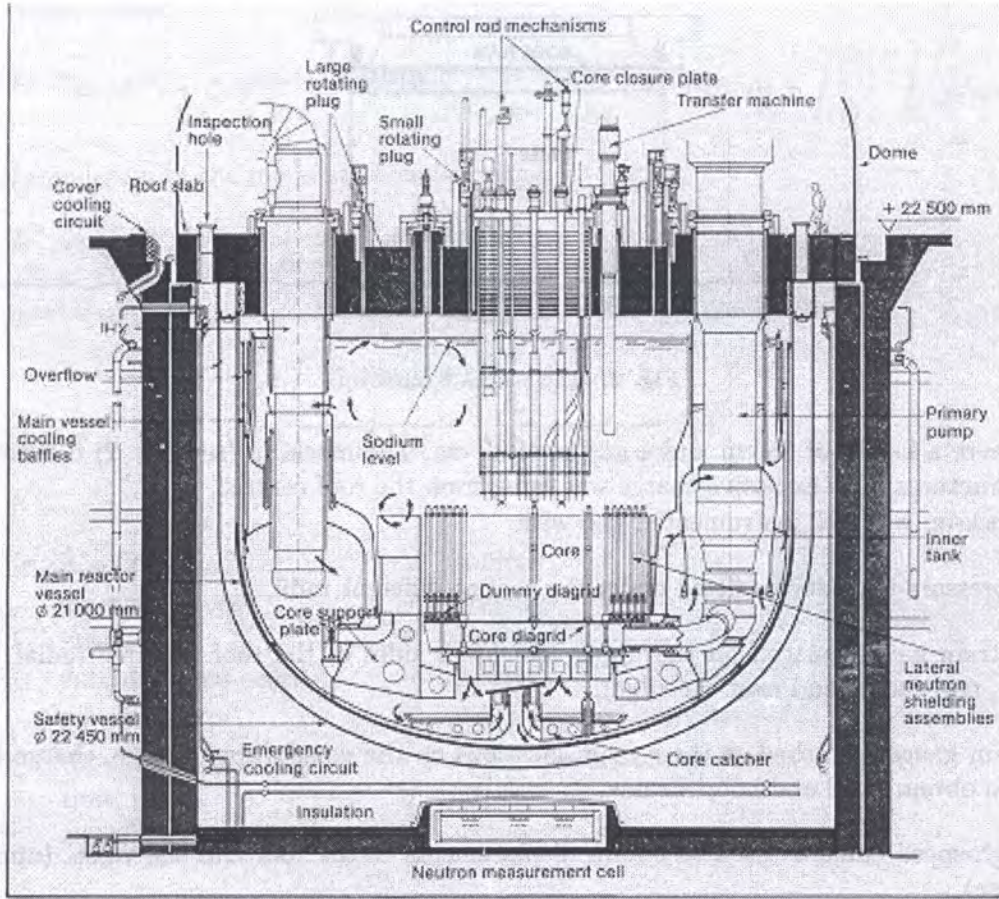 Control rod mechanisms
Large
rotating
plug
Core closure plate
Transfer machine
Inspection
hole
Small
rotating
plug
Dome
Cover
cooling
circuit
Roof slab
+ 22 500 mm
IHX
Overflow
Main vessel
cooling
baffles
Sodium
level
Primary
pump
Core
Inner
tank
Main reactor
vessel
ø 21 000 mm
Dummy diagrid
Core support
plate
Core diagrid
Lateral
neutron
shielding
assemblies
Safety vessel
ø 22 450 mm
Emergency
cooling circuit
Core catcher
Insulation
Neutron measurement cell